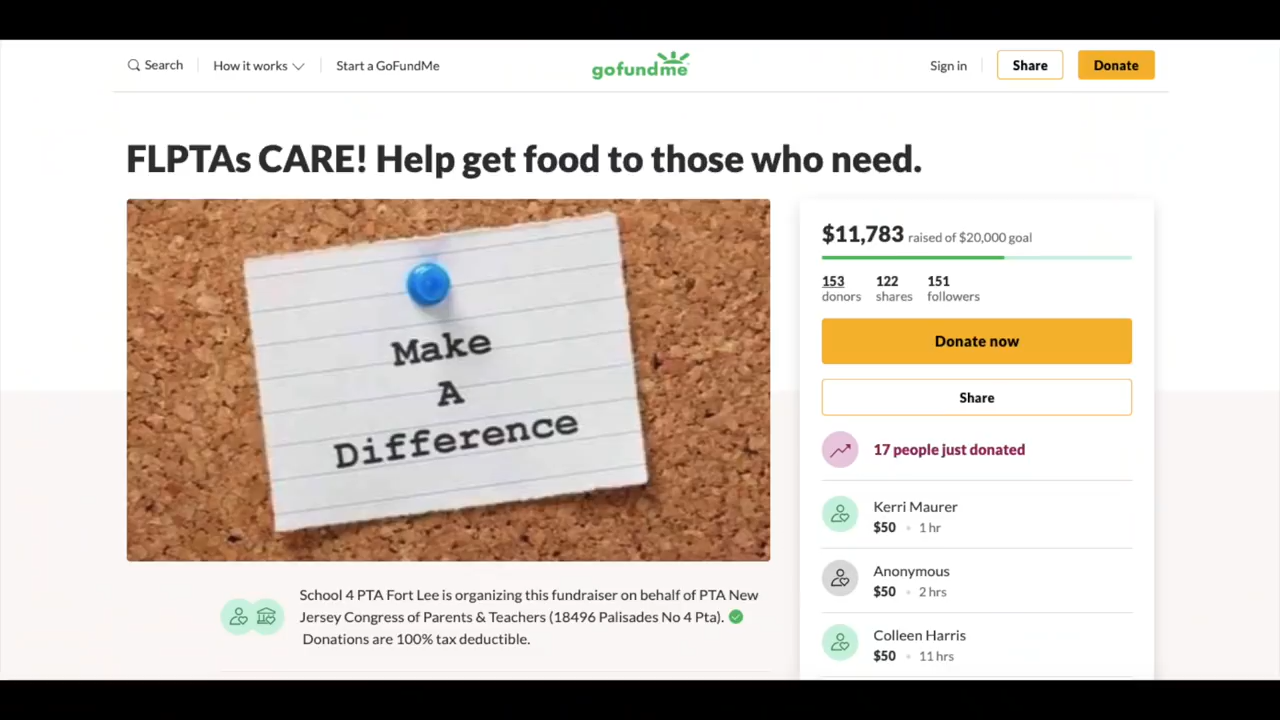 Search
How it works
Start a GoFundMe
gofundme
Sign in
Share
Donate
FLPTAs CARE! Help get food to those who need.
Make
A
Difference
School 4 PTA Fort Lee is organizing this fundraiser on behalf of PTA New
Jersey Congress of Parents & Teachers (18496 Palisades No 4 Pta).
Donations are 100% tax deductible.
$11,783 raised of $20,000 goal
153 122 151
donors shares followers
Donate now
Share
17 people just donated
Kerri Maurer
$50 • 1 hr
Anonymous
$50 • 2 hrs
Colleen Harris
$50 • 11 hrs